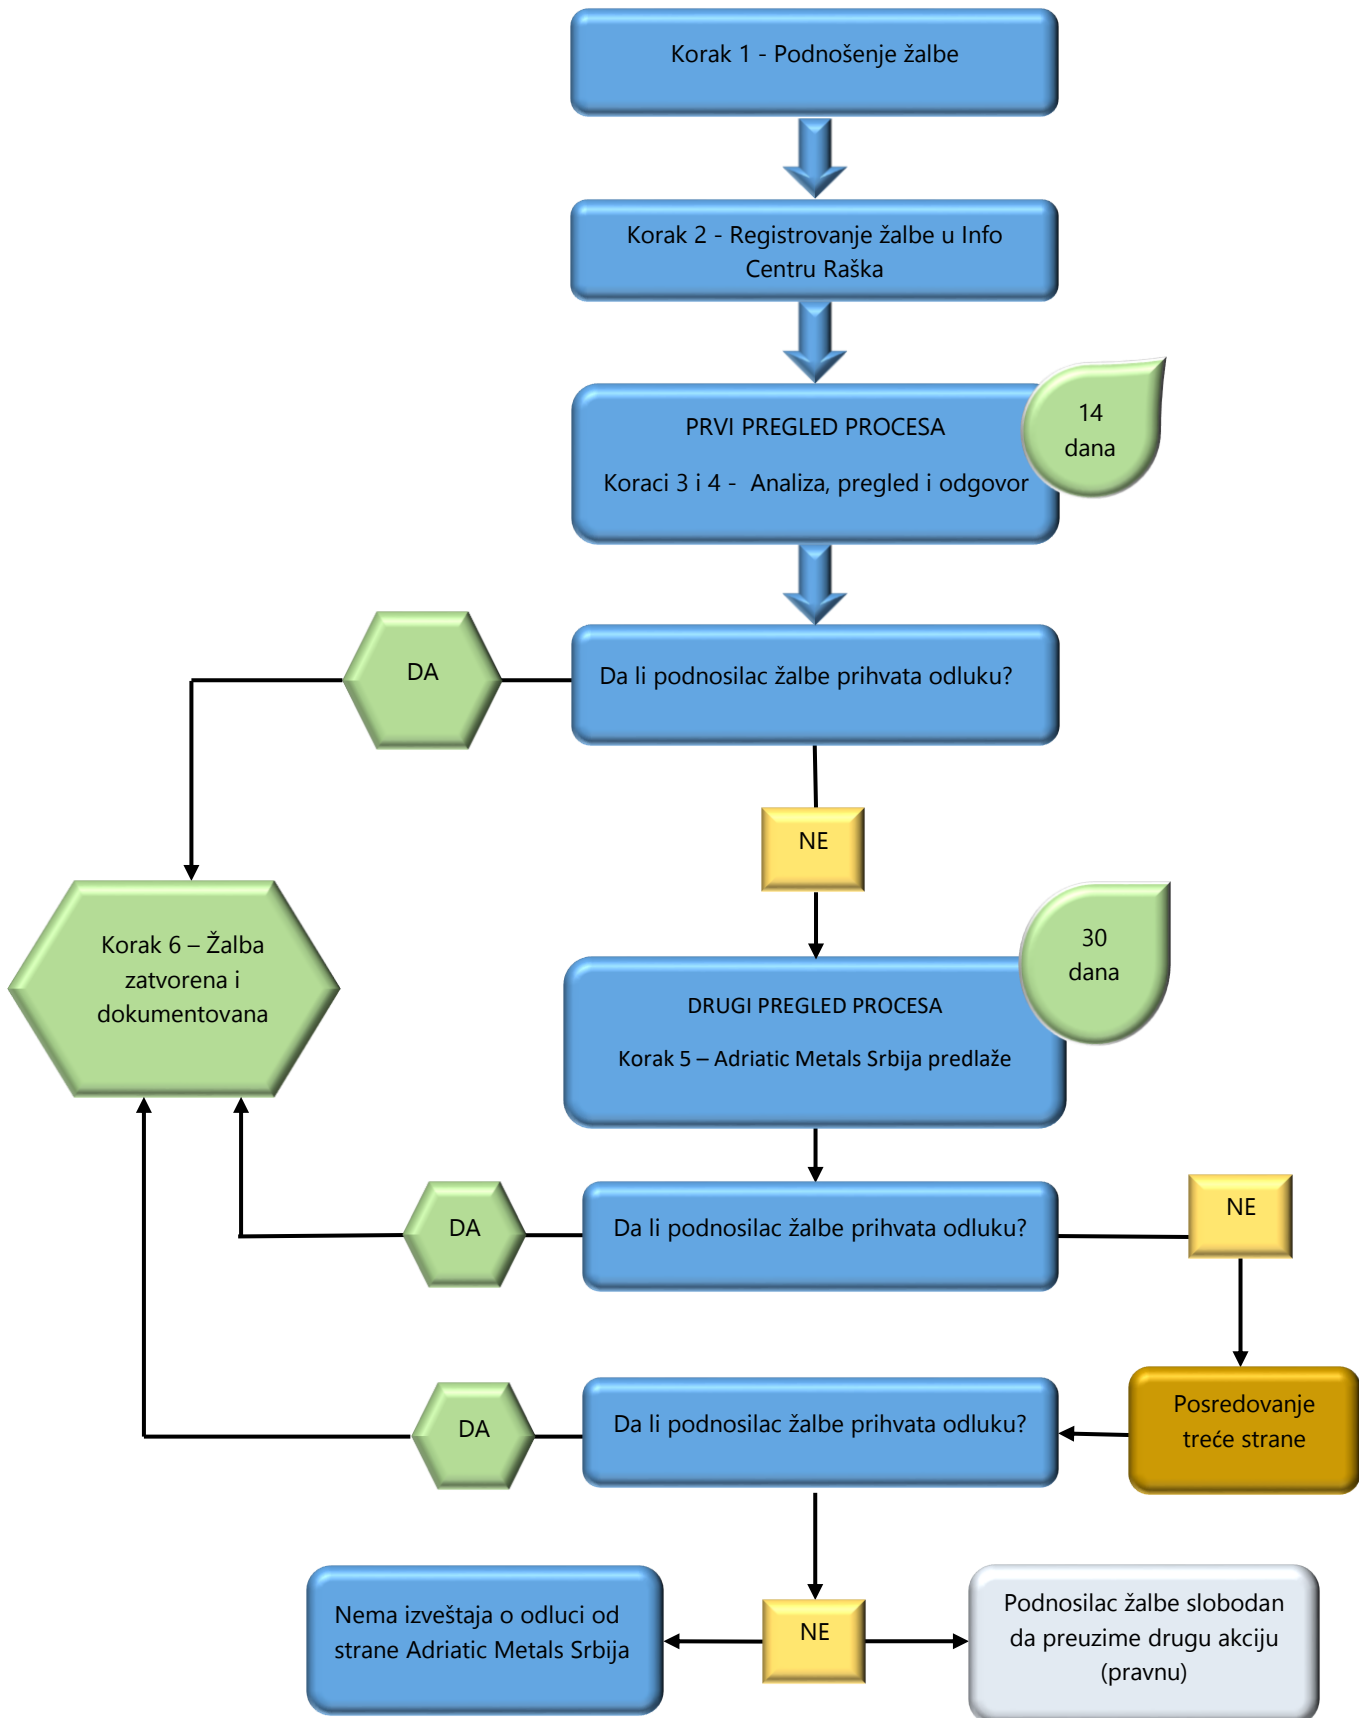 Korak 1 - Podnošenje žalbe
Korak 2 - Registrovanje žalbe u Info
Centru Raška
PRVI PREGLED PROCESA
Koraci 3 i 4 - Analiza, pregled i odgovor
14
dana
Da li podnosilac žalbe prihvata odluku?
DA
NE
Korak 6 – Žalba
zatvorena i
dokumentovana
30
dana
DRUGI PREGLED PROCESA
Korak 5 – Adriatic Metals Srbija predlaže
DA
Da li podnosilac žalbe prihvata odluku?
NE
Posredovanje
treće strane
DA
Da li podnosilac žalbe prihvata odluku?
Nema izveštaja o odluci od
strane Adriatic Metals Srbija
NE
Podnosilac žalbe slobodan
da preuzime drugu akciju
(pravnu)